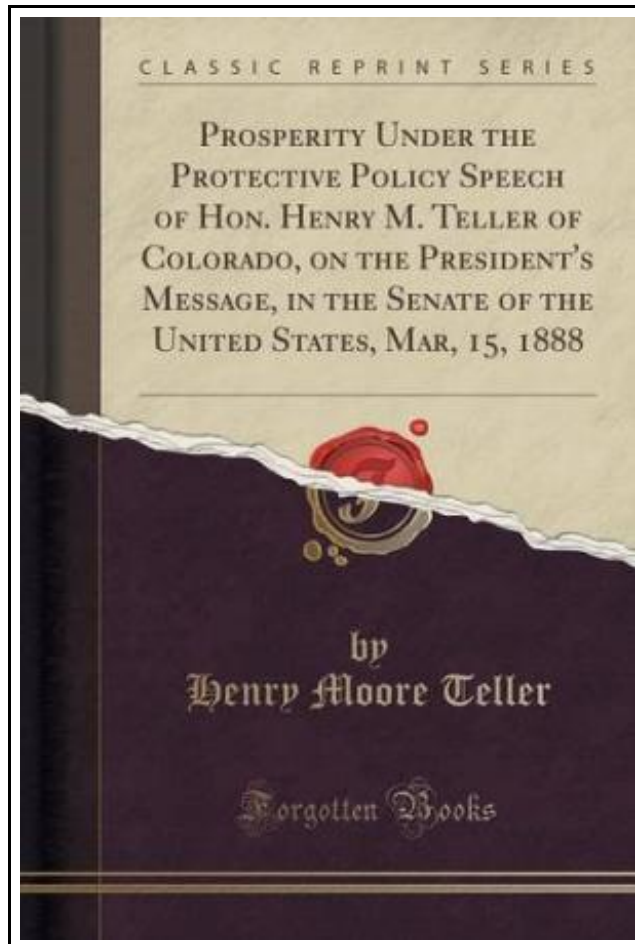 CLASSIC REPRINT SERIES
PROSPERITY UNDER THE
PROTECTIVE POLICY SPEECH
OF HON. HENRY M. TELLER OF
COLORADO, ON THE PRESIDENT'S
MESSAGE, IN THE SENATE OF THE
UNITED STATES, MAR, 15, 1888
by
Henry Moore Teller
Forgotten Books